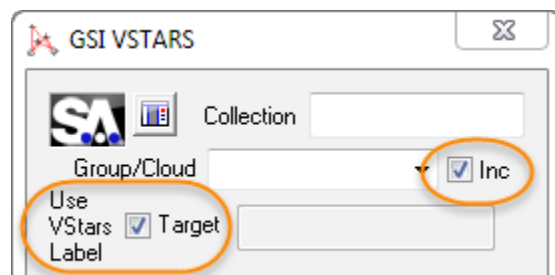 GSI VSTARS
SA Collection
Group/Cloud Inc
Use
VStars Target
Label